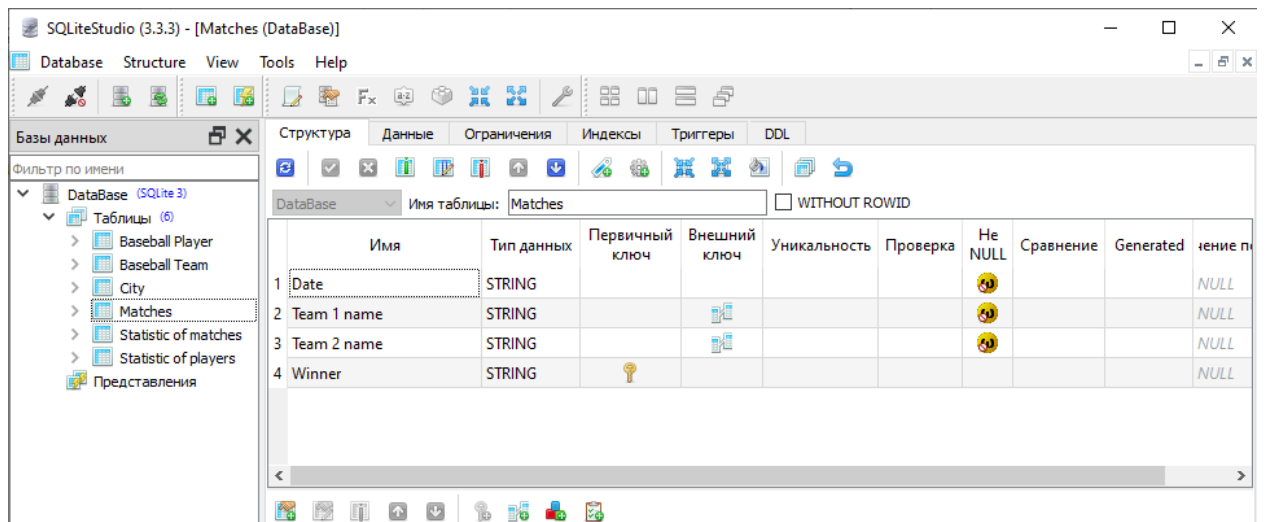 SQLiteStudio (3.3.3) - [Matches (DataBase)]
Database Structure View Tools Help
Базы данных
Фильтр по имени
DataBase (SQLite 3)
Таблицы (6)
Baseball Player
Baseball Team
City
Matches
Statistic of matches
Statistic of players
Представления
Структура Данные Ограничения Индексы Триггеры DDL
DataBase Имя таблицы: Matches WITHOUT ROWID
Имя Тип данных Первичный ключ Внешний ключ Уникальность Проверка Не NULL Сравнение Generated
1 Date STRING NULL
2 Team 1 name STRING NULL
3 Team 2 name STRING NULL
4 Winner STRING NULL